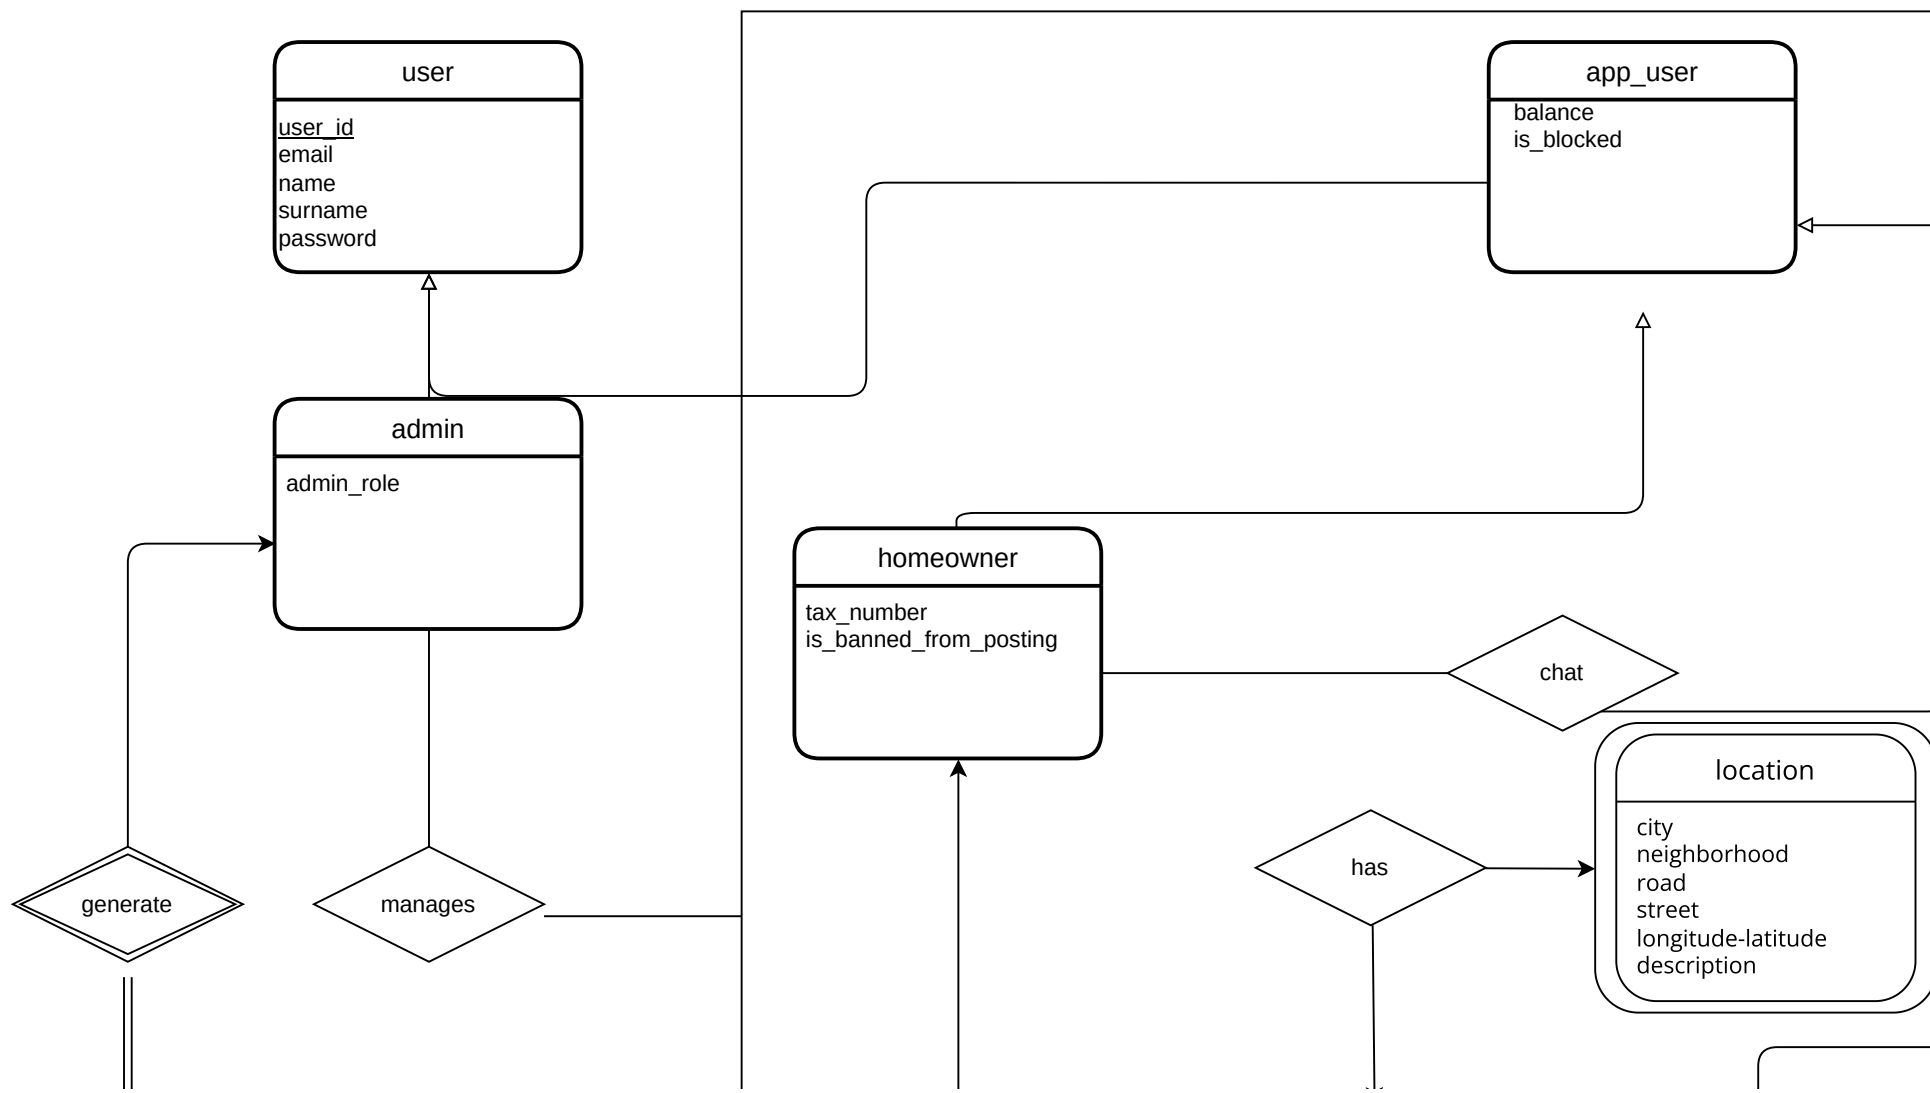 user
user_id
email
name
surname
password
app_user
balance
is_blocked
admin
admin_role
homeowner
tax_number
is_banned_from_posting
chat
location
city
neighborhood
road
street
longitude-latitude
description
has
generate
manages